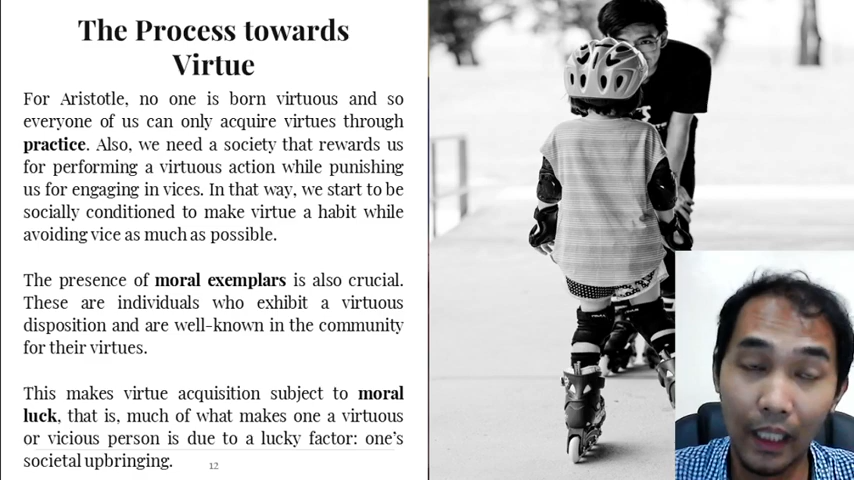 The Process towards
Virtue
For Aristotle, no one is born virtuous and so
everyone of us can only acquire virtues through
practice. Also, we need a society that rewards us
for performing a virtuous action while punishing
us for engaging in vices. In that way, we start to be
socially conditioned to make virtue a habit while
avoiding vice as much as possible.
The presence of moral exemplars is also crucial.
These are individuals who exhibit a virtuous
disposition and are well-known in the community
for their virtues.
This makes virtue acquisition subject to moral
luck, that is, much of what makes one a virtuous
or vicious person is due to a lucky factor: one's
societal upbringing.
12